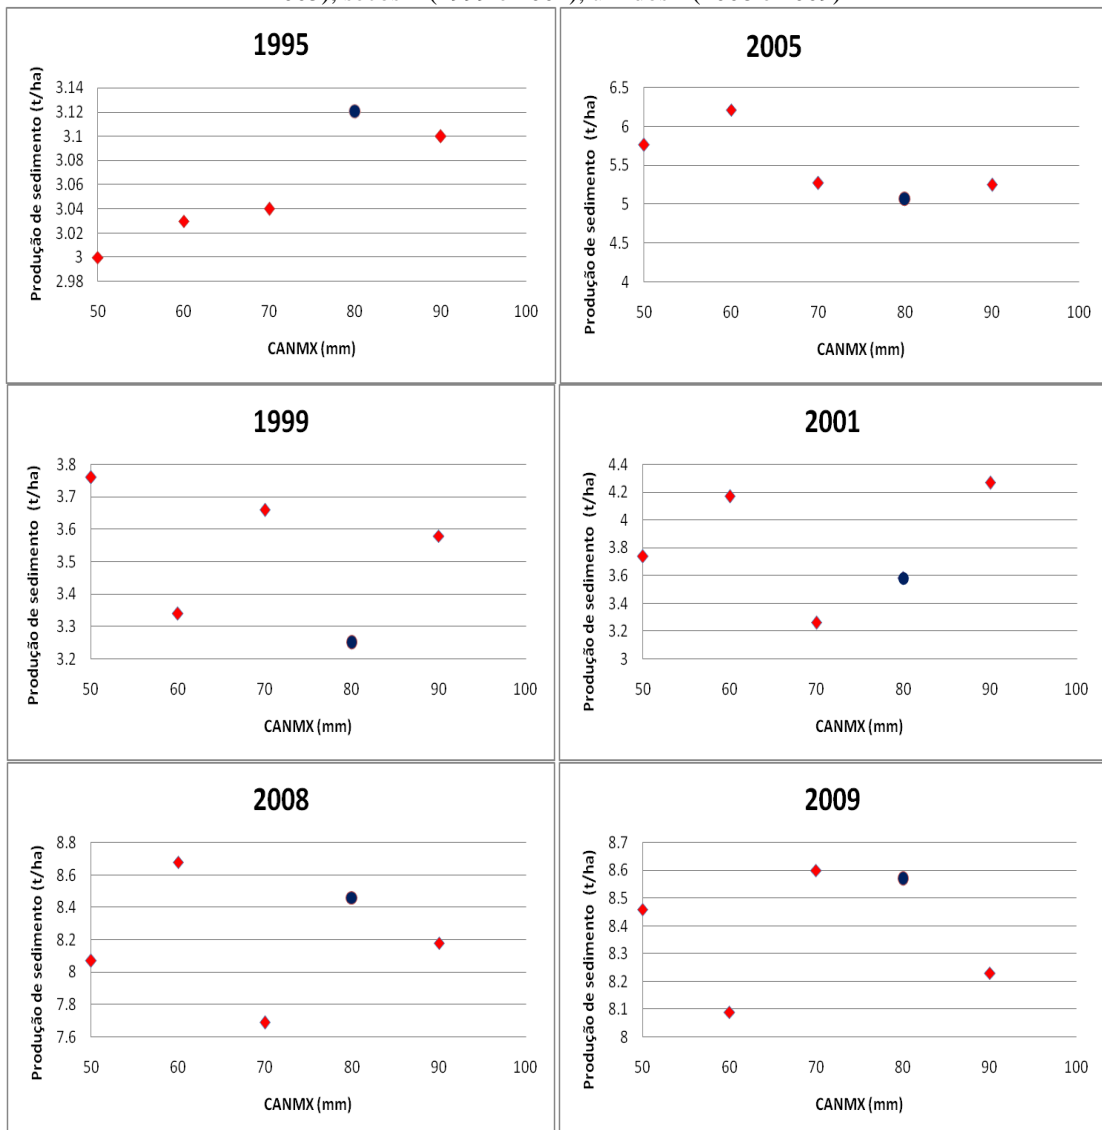 1995
Produção de sedimento (t/ha)
3.14
3.12
3.1
3.08
3.06
3.04
3.02
3
2.98
50 60 70 80 90 100
CANMX (mm)
2005
Produção de sedimento (t/ha)
6.5
6
5.5
5
4.5
4
50 60 70 80 90 100
CANMX (mm)
1999
Produção de sedimento (t/ha)
3.8
3.7
3.6
3.5
3.4
3.3
3.2
50 60 70 80 90 100
CANMX (mm)
2001
Produção de sedimento (t/ha)
4.4
4.2
4
3.8
3.6
3.4
3.2
3
50 60 70 80 90 100
CANMX (mm)
2008
Produção de sedimento (t/ha)
8.8
8.6
8.4
8.2
8
7.8
7.6
50 60 70 80 90 100
CANMX (mm)
2009
Produção de sedimento (t/ha)
8.7
8.6
8.5
8.4
8.3
8.2
8.1
8
50 60 70 80 90 100
CANMX (mm)